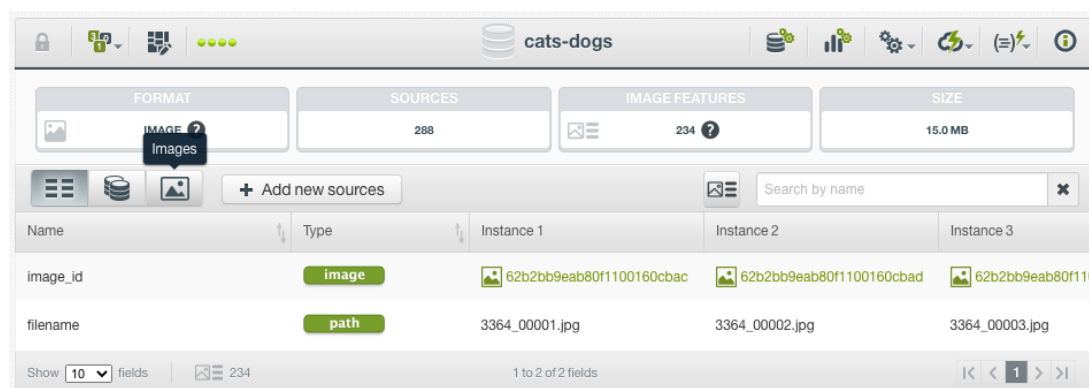 cats-dogs
FORMAT SOURCES IMAGE FEATURES SIZE
IMAGE 288 234 15.0 MB
Images
Add new sources Search by name
Name Type Instance 1 Instance 2 Instance 3
image_id image 62b2bb9eab80f1100160cbac 62b2bb9eab80f1100160cbad 62b2bb9eab80f11
filename path 3364_00001.jpg 3364_00002.jpg 3364_00003.jpg
Show 10 fields 234 1 to 2 of 2 fields 1